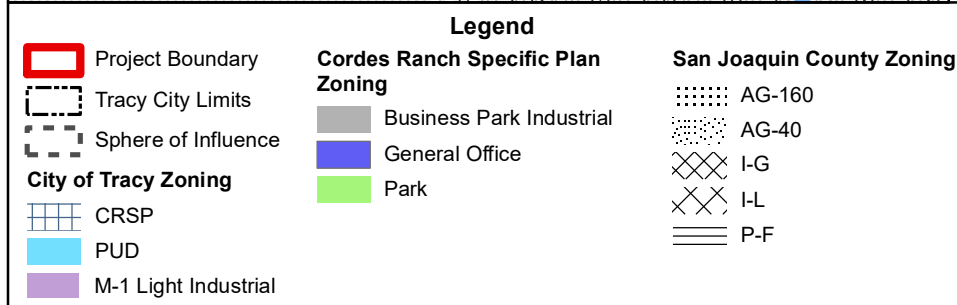 Legend
Project Boundary
Tracy City Limits
Sphere of Influence
City of Tracy Zoning
CRSP
PUD
M-1 Light Industrial
Cordes Ranch Specific Plan
Zoning
Business Park Industrial
General Office
Park
San Joaquin County Zoning
AG-160
AG-40
I-G
I-L
P-F